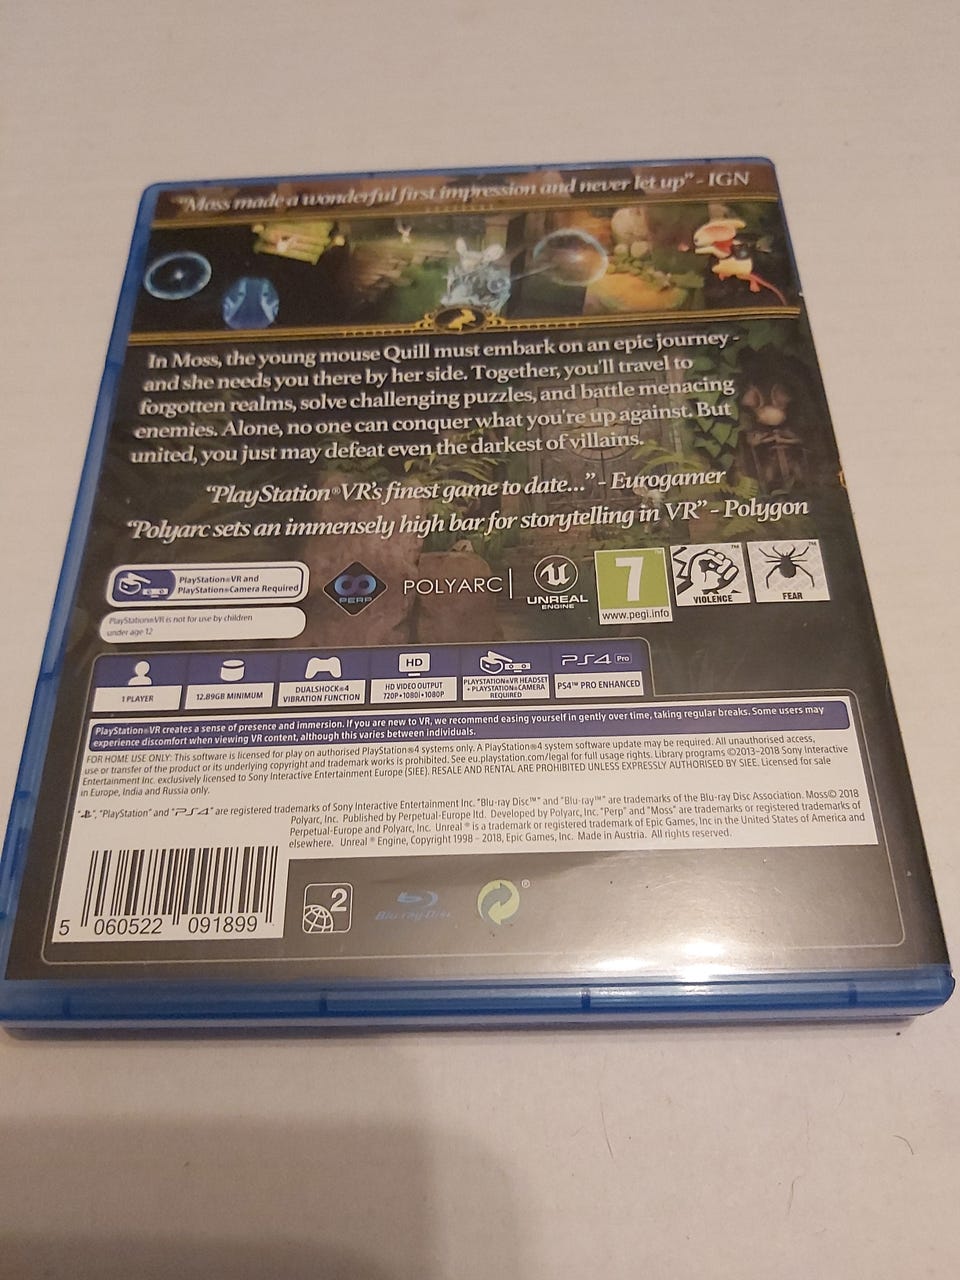 "Moss made a wonderful first impression and never let up" - IGN
In Moss, the young mouse Quill must embark on an epic journey -
and she needs you there by her side. Together, you'll travel to
forgotten realms, solve challenging puzzles, and battle menacing
enemies. Alone, no one can conquer what you're up against. But
united, you just may defeat even the darkest of villains.
"PlayStation®VR's finest game to date..." - Eurogamer
"Polyarc sets an immensely high bar for storytelling in VR" - Polygon
PlayStation®VR and
PlayStation®Camera Required
PlayStation®VR is not for use by children
under age 12
PERP
POLYARC
UNREAL
ENGINE
7
www.pegi.info
VIOLENCE
FEAR
1 PLAYER
12.89GB MINIMUM
DUALSHOCK®4
VIBRATION FUNCTION
HD
HD VIDEO OUTPUT
720P•1080i•1080P
PLAYSTATION®VR HEADSET
• PLAYSTATION®CAMERA
REQUIRED
PS4 Pro
PS4™ PRO ENHANCED
PlayStation®VR creates a sense of presence and immersion. If you are new to VR, we recommend easing yourself in gently over time, taking regular breaks. Some users may
experience discomfort when viewing VR content, although this varies between individuals.
FOR HOME USE ONLY: This software is licensed for play on authorised PlayStation®4 systems only. A PlayStation®4 system software update may be required. All unauthorised access,
use or transfer of the product or its underlying copyright and trademark works is prohibited. See eu.playstation.com/legal for full usage rights. Library programs ©2013-2018 Sony Interactive
Entertainment Inc. exclusively licensed to Sony Interactive Entertainment Europe (SIEE). RESALE AND RENTAL ARE PROHIBITED UNLESS EXPRESSLY AUTHORISED BY SIEE. Licensed for sale
in Europe, India and Russia only.
", "PlayStation" and "PS4" are registered trademarks of Sony Interactive Entertainment Inc. "Blu-ray Disc™" and "Blu-ray™" are trademarks of the Blu-ray Disc Association. Moss© 2018
Polyarc, Inc. Published by Perpetual-Europe ltd. Developed by Polyarc, Inc. "Perp" and "Moss" are trademarks or registered trademarks of
Perpetual-Europe and Polyarc, Inc. Unreal ® is a trademark or registered trademark of Epic Games, Inc in the United States of America and
elsewhere. Unreal ® Engine, Copyright 1998 - 2018, Epic Games, Inc. Made in Austria. All rights reserved.
5 060522 091899
2
Blu-ray Disc
®